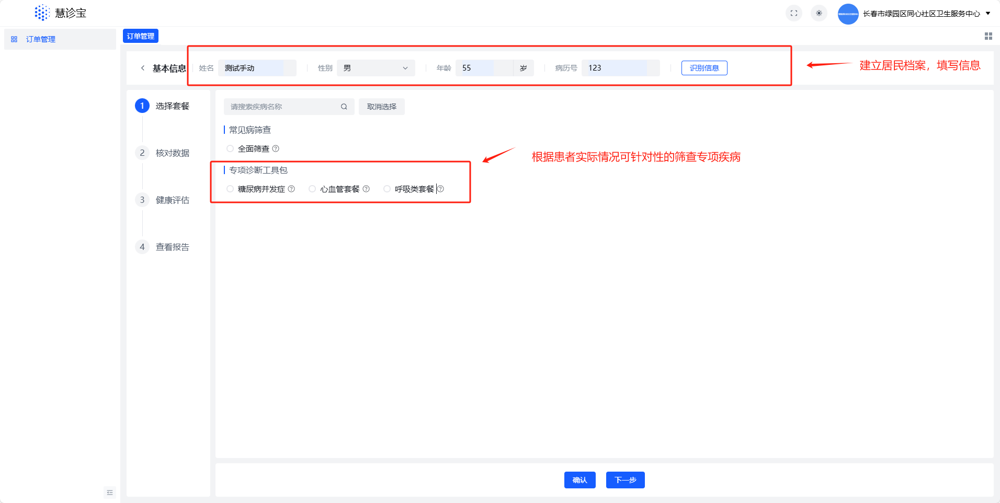 慧诊宝
长春市绿园区同心社区卫生服务中心
订单管理
订单管理
基本信息 姓名 测试手动 性别 男 年龄 55 岁 病历号 123 识别信息
建立居民档案，填写信息
1 选择套餐
2 核对数据
3 健康评估
4 查看报告
请搜索疾病名称 取消选择
常见病筛查
全面筛查
根据患者实际情况可针对性的筛查专项疾病
专项诊断工具包
糖尿病并发症 心血管套餐 呼吸类套餐
确认 下一步